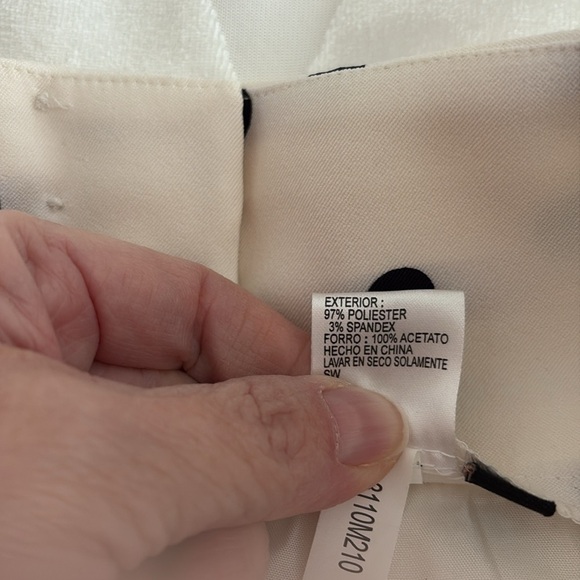 EXTERIOR :
97% POLIESTER
3% SPANDEX
FORRO : 100% ACETATO
HECHO EN CHINA
LAVAR EN SECO SOLAMENTE
SW